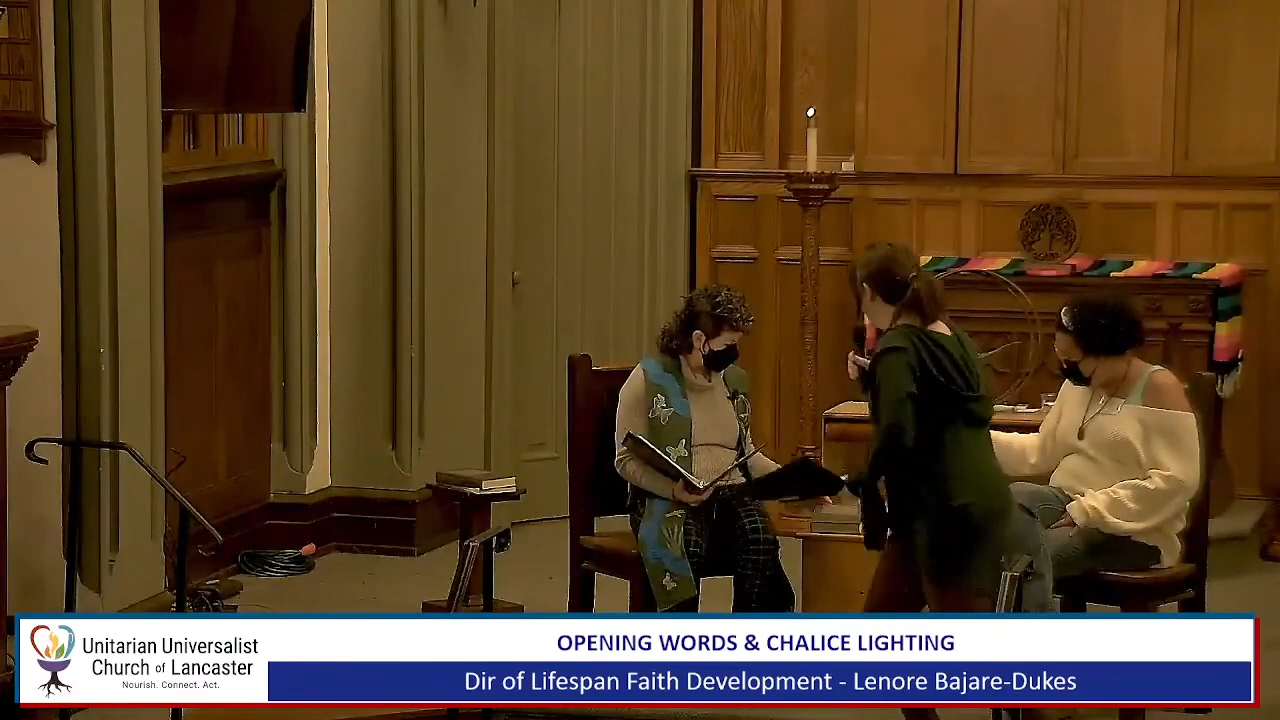 OPENING WORDS & CHALICE LIGHTING
Dir of Lifespan Faith Development - Lenore Bajare-Dukes
Unitarian Universalist
Church of Lancaster
Nourish. Connect. Act.